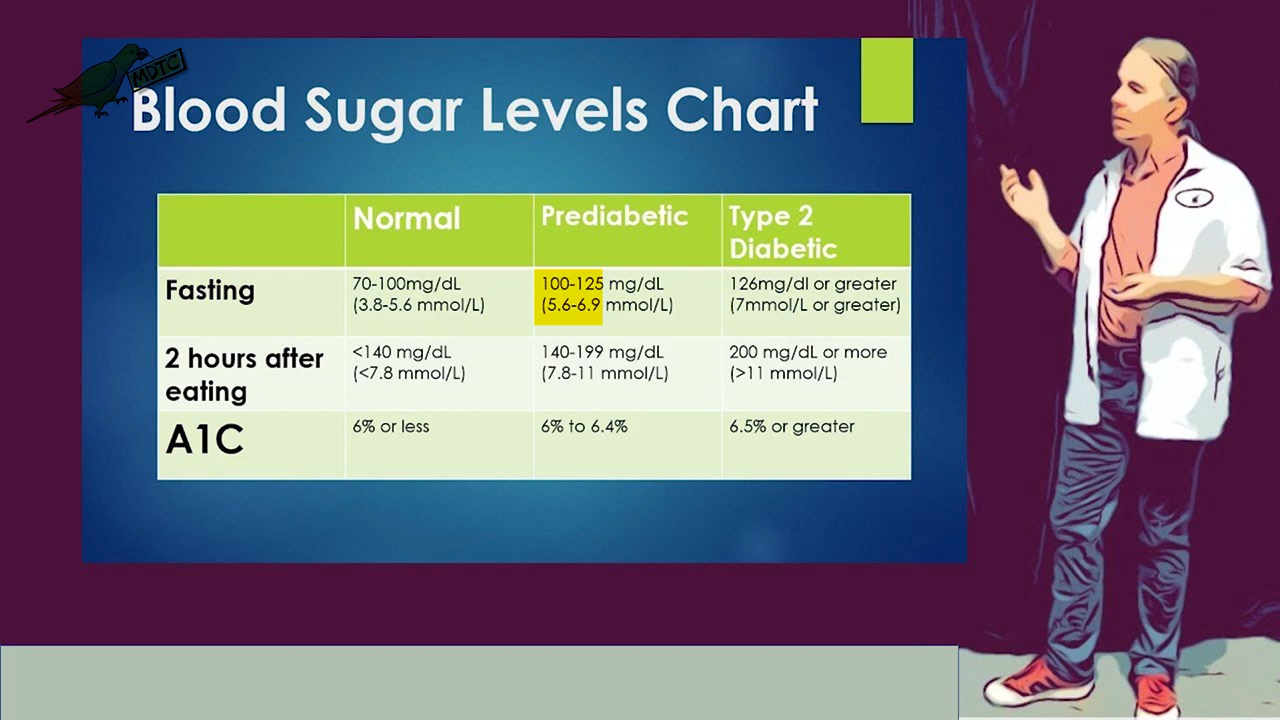 MDTC
Blood Sugar Levels Chart
Normal
Prediabetic
Type 2
Diabetic
Fasting
70-100mg/dL
(3.8-5.6 mmol/L)
100-125 mg/dL
(5.6-6.9 mmol/L)
126mg/dl or greater
(7mmol/L or greater)
2 hours after
eating
<140 mg/dL
(<7.8 mmol/L)
140-199 mg/dL
(7.8-11 mmol/L)
200 mg/dL or more
(>11 mmol/L)
A1C
6% or less
6% to 6.4%
6.5% or greater